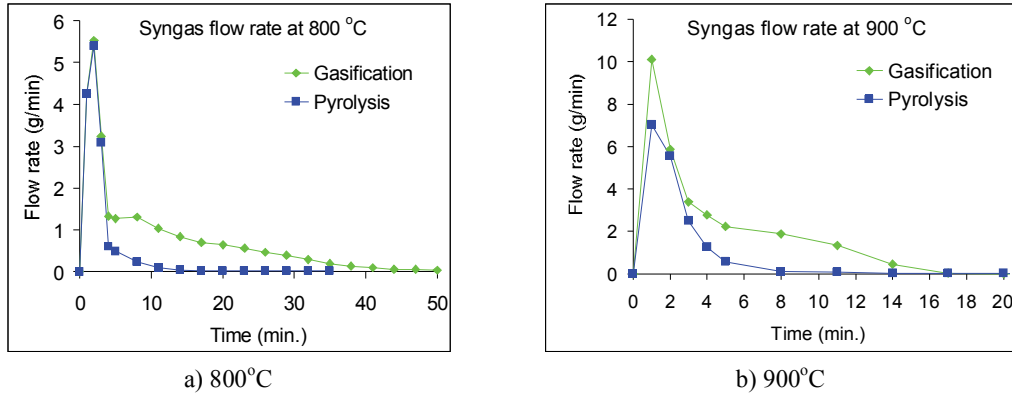 Syngas flow rate at 800 °C
Gasification
Pyrolysis
Flow rate (g/min)
6
5
4
3
2
1
0
0 10 20 30 40 50
Time (min.)
a) 800°C
Syngas flow rate at 900 °C
Gasification
Pyrolysis
Flow rate (g/min)
12
10
8
6
4
2
0
0 2 4 6 8 10 12 14 16 18 20
Time (min.)
b) 900°C